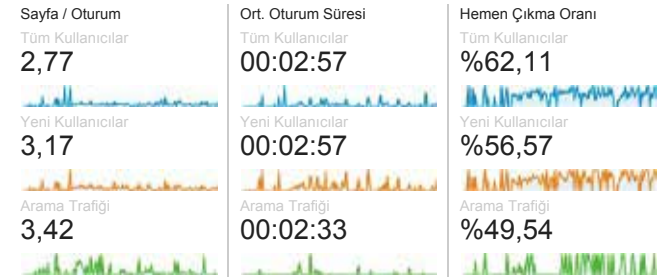 Sayfa / Oturum
Tüm Kullanıcılar
2,77
Yeni Kullanıcılar
3,17
Arama Trafiği
3,42
Ort. Oturum Süresi
Tüm Kullanıcılar
00:02:57
Yeni Kullanıcılar
00:02:57
Arama Trafiği
00:02:33
Hemen Çıkma Oranı
Tüm Kullanıcılar
%62,11
Yeni Kullanıcılar
%56,57
Arama Trafiği
%49,54